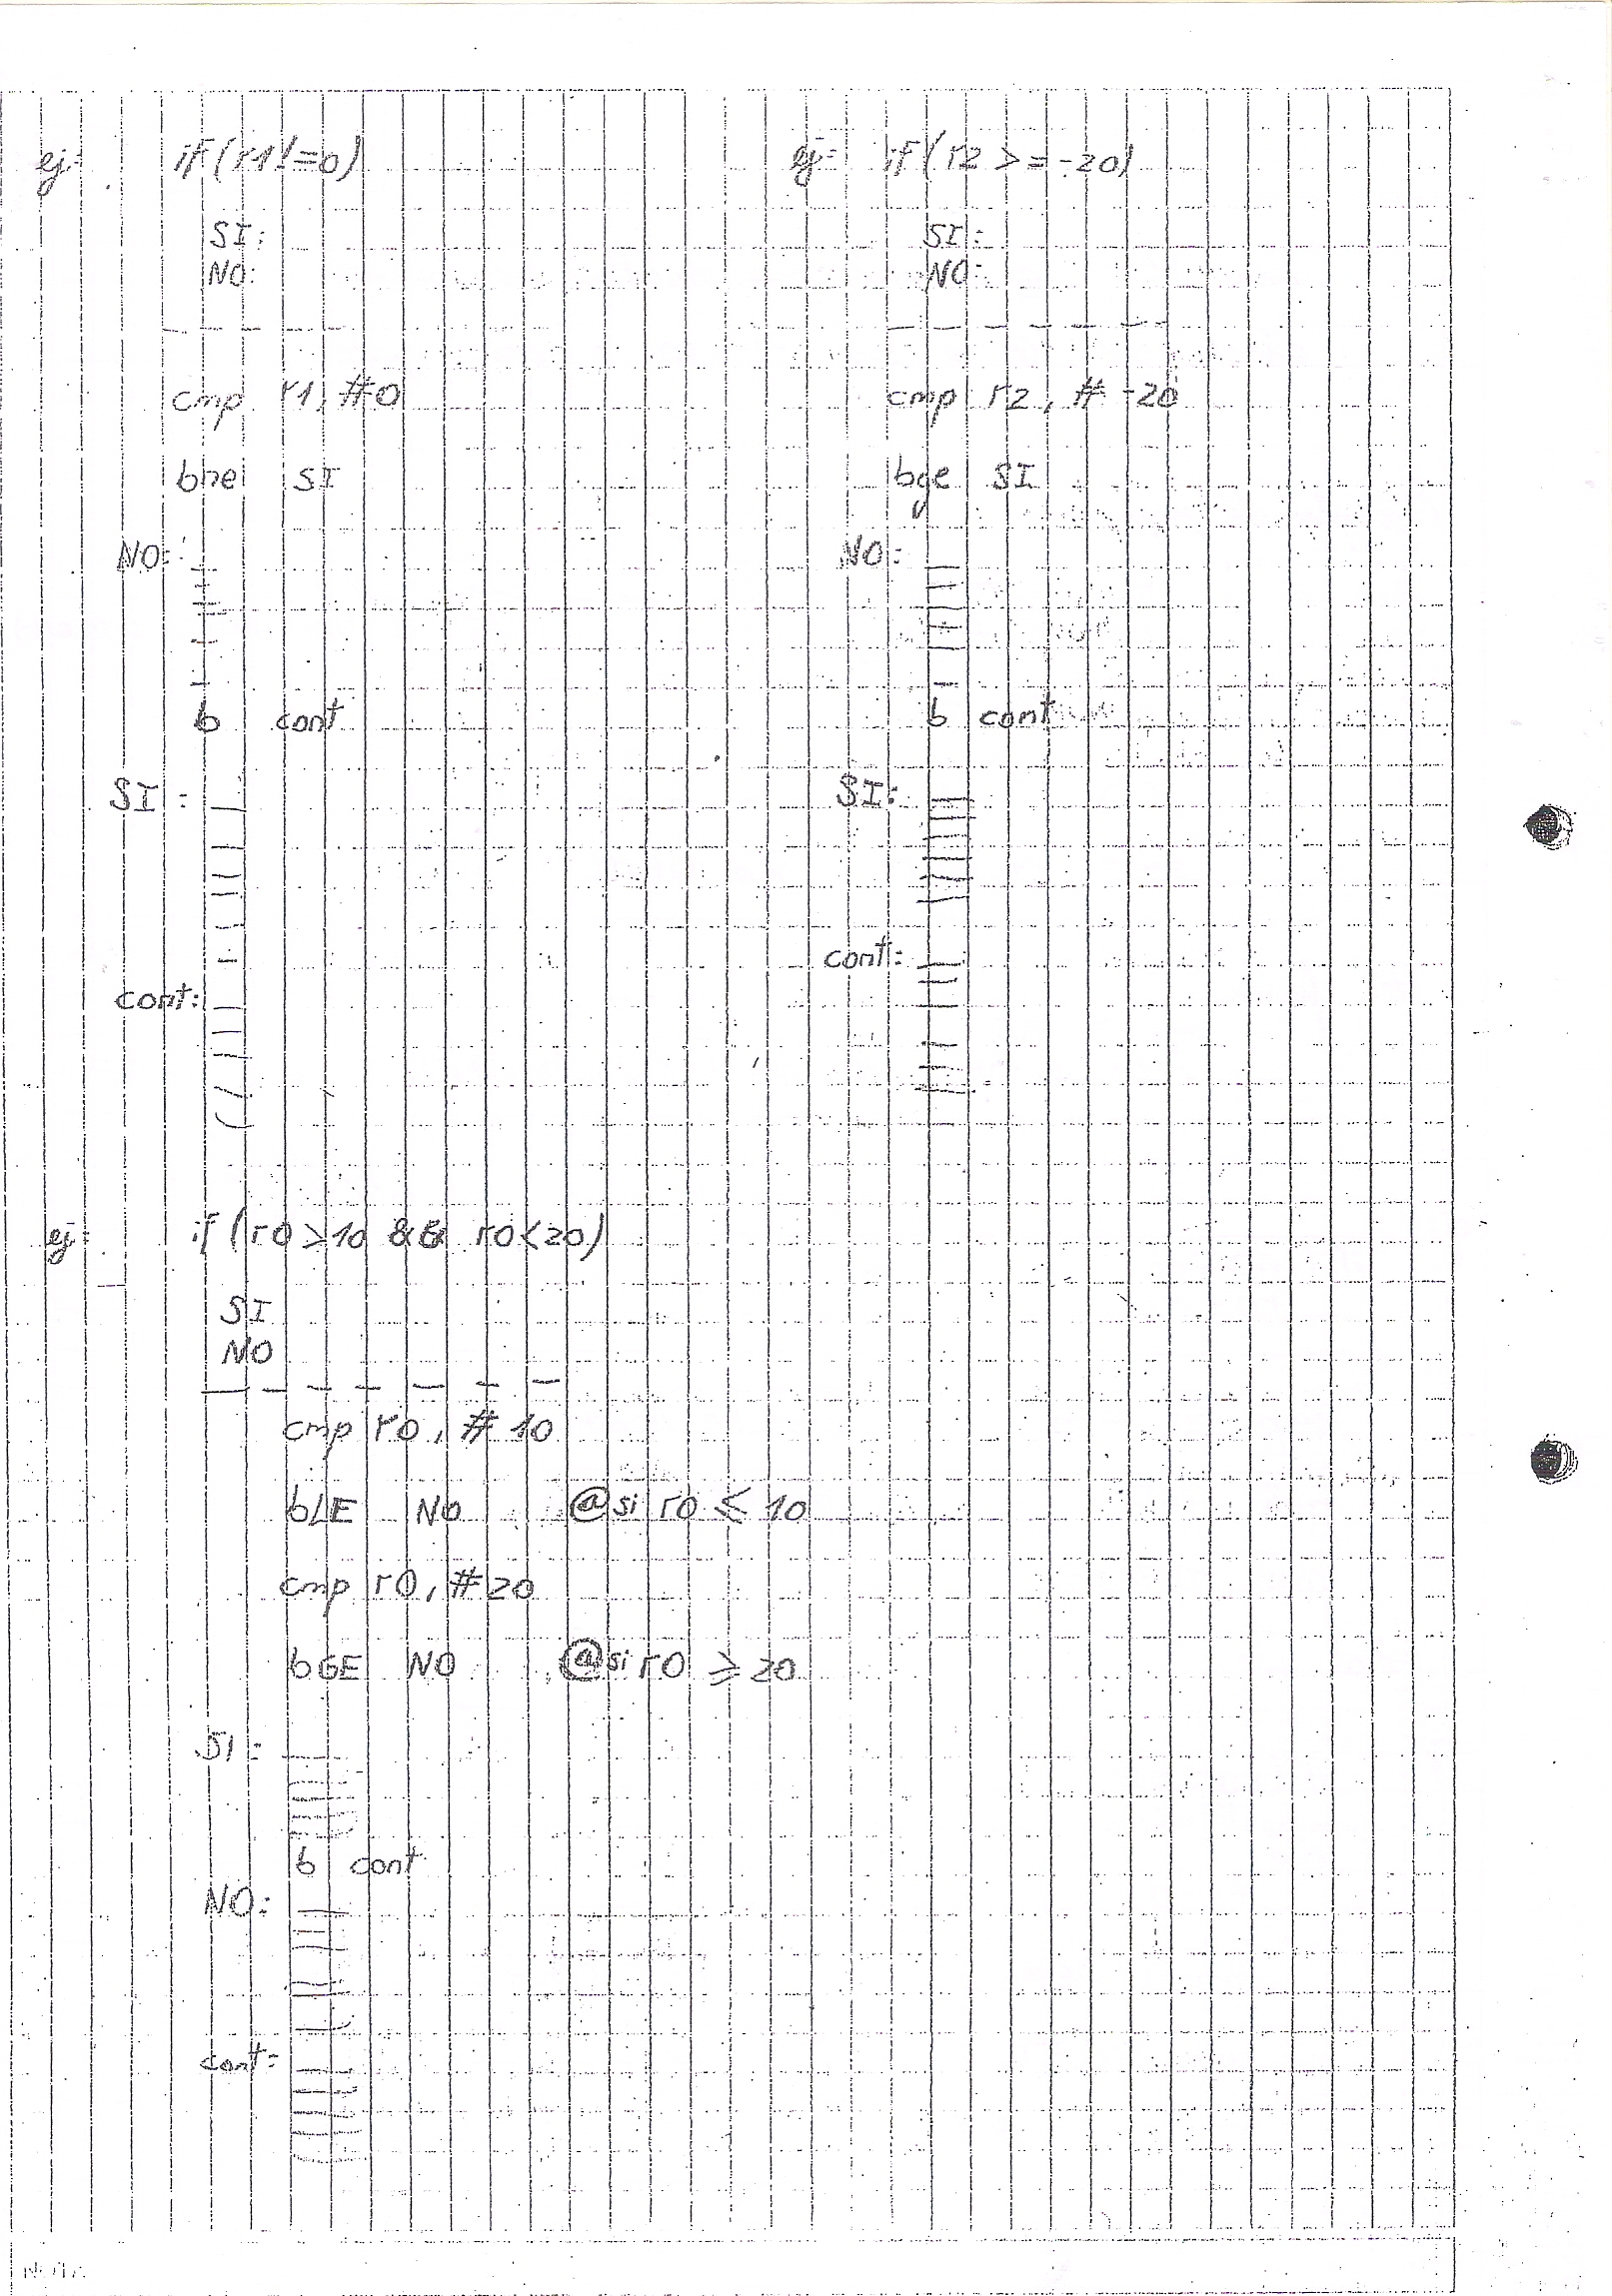 ej: if(r1!=0)
SI:
NO:
cmp r1, #0
bne SI
NO:
b cont
SI:
cont:
ej: if(r2 >= -20)
SI:
NO:
cmp r2, # -20
bge SI
NO:
b cont
SI:
cont:
ej: if(r0 > 10 && r0 < 20)
SI
NO
cmp r0, # 10
bLE NO @si r0 ≤ 10
cmp r0, #20
bGE NO @si r0 ≥ 20
SI:
b cont
NO:
cont: